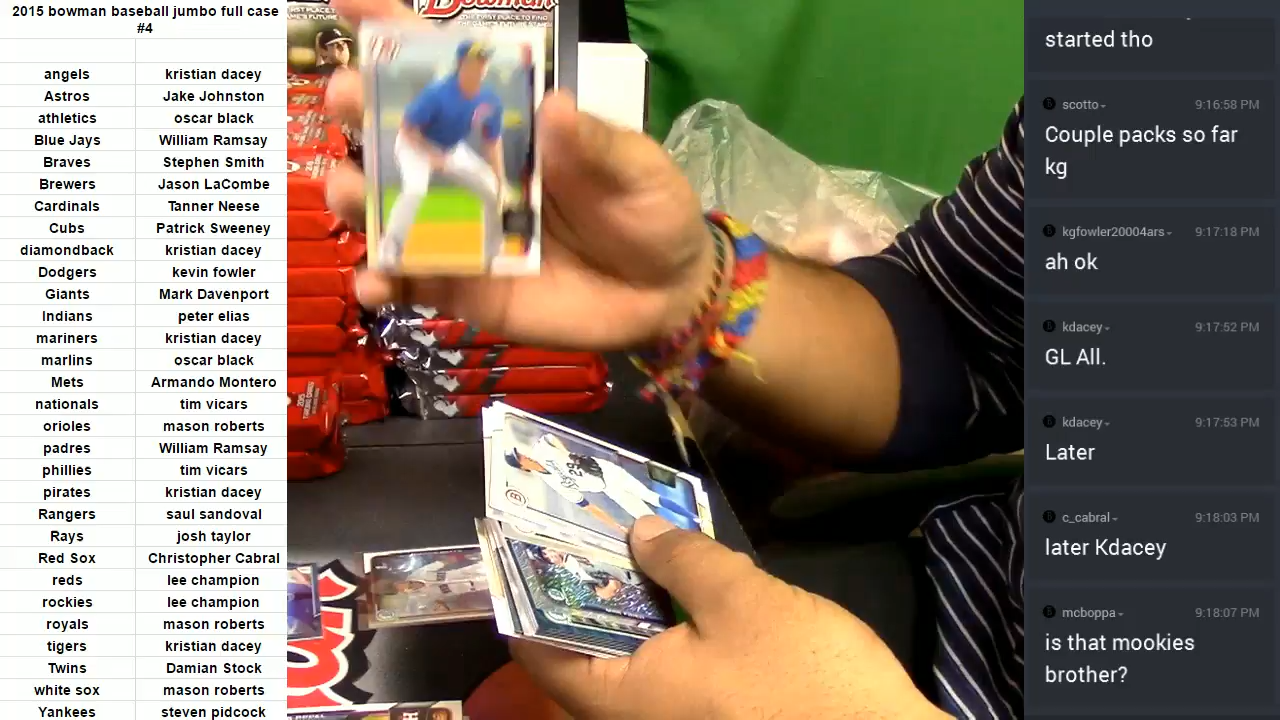 2015 bowman baseball jumbo full case
#4
angels kristian dacey
Astros Jake Johnston
athletics oscar black
Blue Jays William Ramsay
Braves Stephen Smith
Brewers Jason LaCombe
Cardinals Tanner Neese
Cubs Patrick Sweeney
diamondback kristian dacey
Dodgers kevin fowler
Giants Mark Davenport
Indians peter elias
mariners kristian dacey
marlins oscar black
Mets Armando Montero
nationals tim vicars
orioles mason roberts
padres William Ramsay
phillies tim vicars
pirates kristian dacey
Rangers saul sandoval
Rays josh taylor
Red Sox Christopher Cabral
reds lee champion
rockies lee champion
royals mason roberts
tigers kristian dacey
Twins Damian Stock
white sox mason roberts
Yankees steven pidcock
Bowman
THE FIRST PLACE TO FIND
29
started tho
scotto 9:16:58 PM
Couple packs so far
kg
kgfowler20004ars 9:17:18 PM
ah ok
kdacey 9:17:52 PM
GL All.
kdacey 9:17:53 PM
Later
c_cabral 9:18:03 PM
later Kdacey
mcboppa 9:18:07 PM
is that mookies
brother?